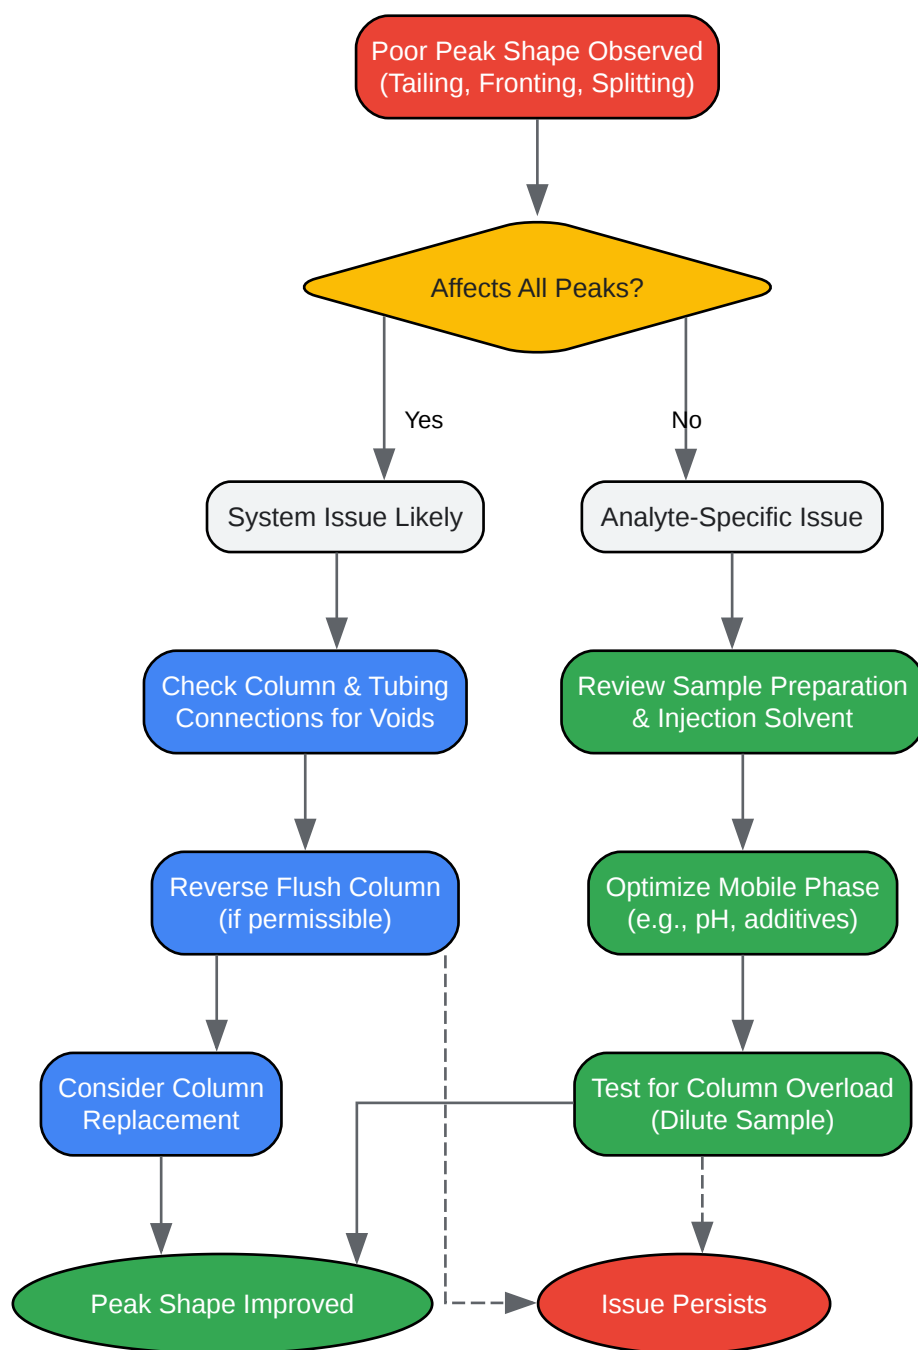 Poor Peak Shape Observed
(Tailing, Fronting, Splitting)
Affects All Peaks?
Yes
No
System Issue Likely
Analyte-Specific Issue
Check Column & Tubing
Connections for Voids
Review Sample Preparation
& Injection Solvent
Reverse Flush Column
(if permissible)
Optimize Mobile Phase
(e.g., pH, additives)
Consider Column
Replacement
Test for Column Overload
(Dilute Sample)
Peak Shape Improved
Issue Persists